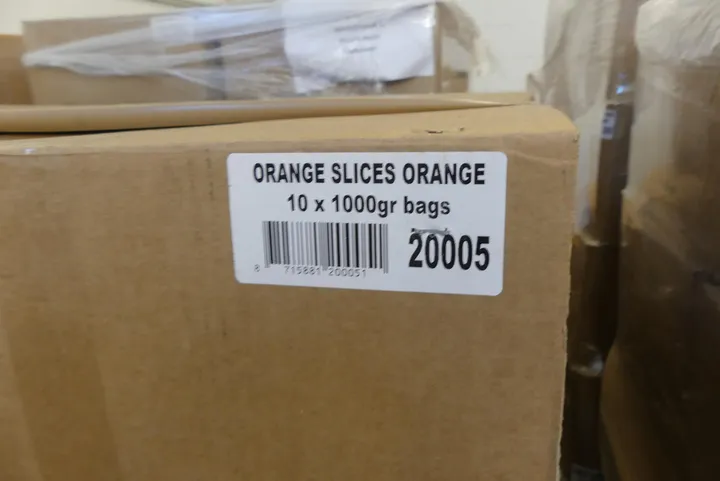 ORANGE SLICES ORANGE
10 x 1000gr bags
20005
8 715881 200051